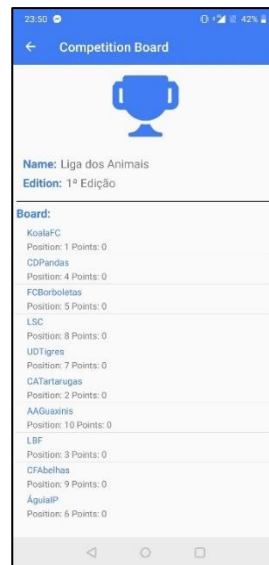 23:50 42%
Competition Board
Name: Liga dos Animais
Edition: 1ª Edição
Board:
KoalaFC
Position: 1 Points: 0
CDPandas
Position: 4 Points: 0
FCBorboletas
Position: 5 Points: 0
LSC
Position: 8 Points: 0
UDTigres
Position: 7 Points: 0
CATartarugas
Position: 2 Points: 0
AAGuaxinis
Position: 10 Points: 0
LBF
Position: 3 Points: 0
CFAbelhas
Position: 9 Points: 0
ÁguiaIP
Position: 6 Points: 0